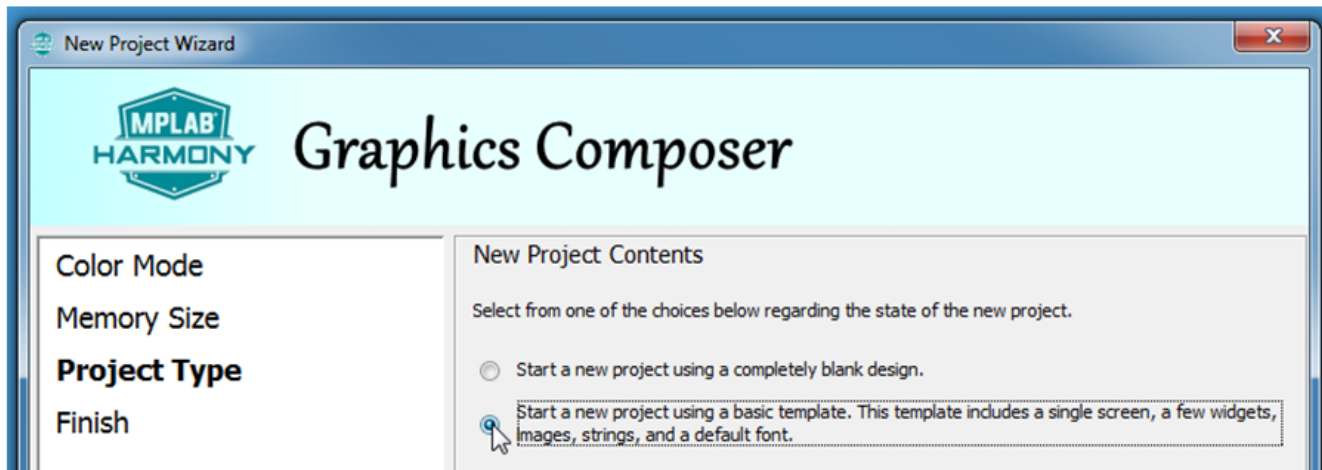 New Project Wizard
MPLAB
HARMONY
Graphics Composer
Color Mode
Memory Size
Project Type
Finish
New Project Contents
Select from one of the choices below regarding the state of the new project.
Start a new project using a completely blank design.
Start a new project using a basic template. This template includes a single screen, a few widgets,
images, strings, and a default font.